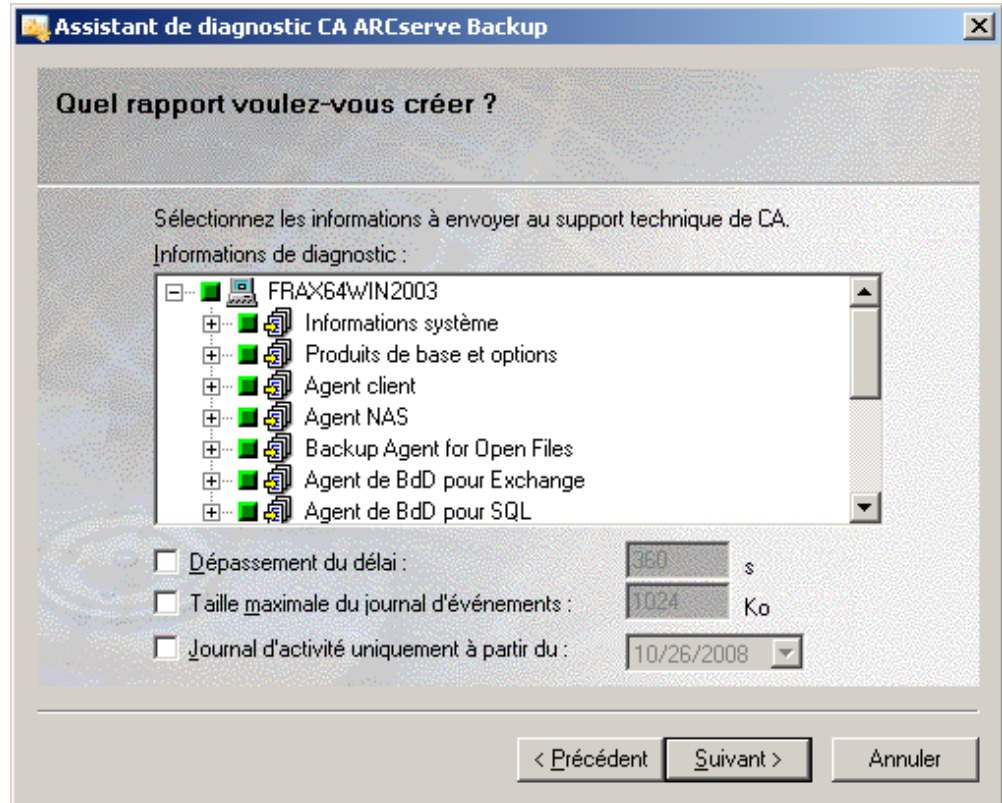 Assistant de diagnostic CA ARCserve Backup
Quel rapport voulez-vous créer ?
Sélectionnez les informations à envoyer au support technique de CA.
Informations de diagnostic :
FRAX64WIN2003
Informations système
Produits de base et options
Agent client
Agent NAS
Backup Agent for Open Files
Agent de BdD pour Exchange
Agent de BdD pour SQL
Dépassement du délai : 360 s
Taille maximale du journal d'événements : 1024 Ko
Journal d'activité uniquement à partir du : 10/26/2008
< Précédent Suivant > Annuler